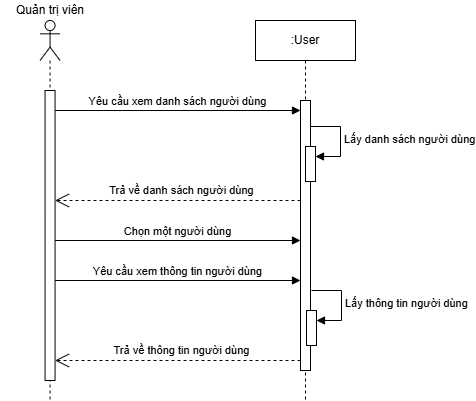 Quản trị viên
:User
Yêu cầu xem danh sách người dùng
Lấy danh sách người dùng
Trả về danh sách người dùng
Chọn một người dùng
Yêu cầu xem thông tin người dùng
Lấy thông tin người dùng
Trả về thông tin người dùng